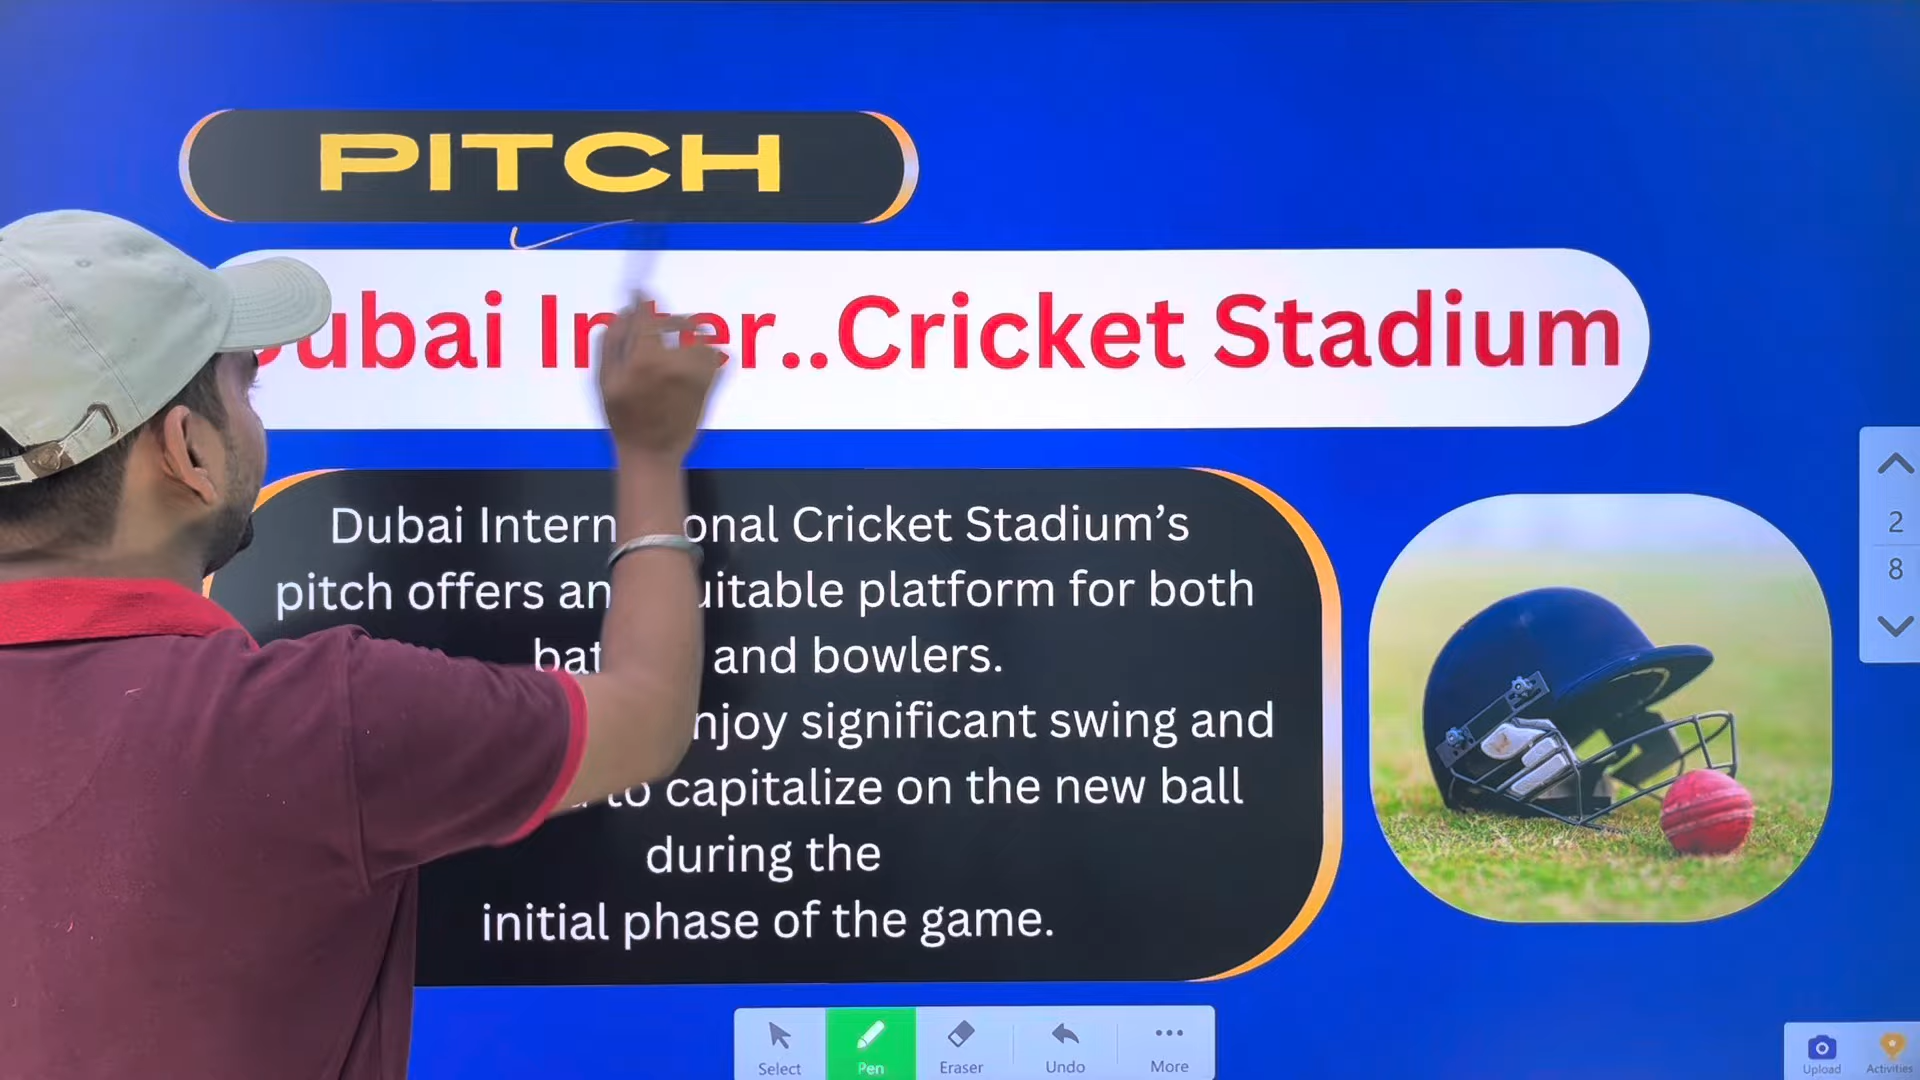 PITCH
ubai Inter..Cricket Stadium
Dubai Intern onal Cricket Stadium’s
pitch offers an uitable platform for both
bat and bowlers.
njoy significant swing and
to capitalize on the new ball
during the
initial phase of the game.
2
8
Select
Pen
Eraser
Undo
More
Upload
Activities